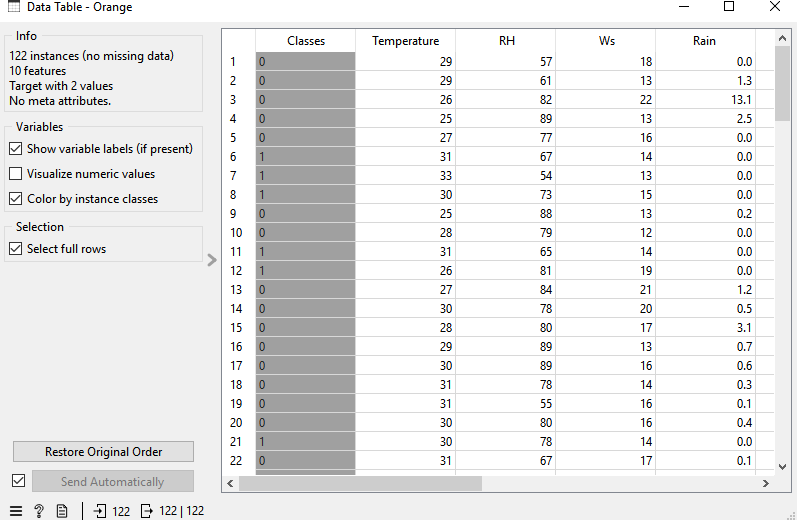 Data Table - Orange
Info
122 instances (no missing data)
10 features
Target with 2 values
No meta attributes.
Variables
Show variable labels (if present)
Visualize numeric values
Color by instance classes
Selection
Select full rows
Classes Temperature RH Ws Rain
1 0 29 57 18 0.0
2 0 29 61 13 1.3
3 0 26 82 22 13.1
4 0 25 89 13 2.5
5 0 27 77 16 0.0
6 1 31 67 14 0.0
7 1 33 54 13 0.0
8 1 30 73 15 0.0
9 0 25 88 13 0.2
10 0 28 79 12 0.0
11 1 31 65 14 0.0
12 1 26 81 19 0.0
13 0 27 84 21 1.2
14 0 30 78 20 0.5
15 0 28 80 17 3.1
16 0 29 89 13 0.7
17 0 30 89 16 0.6
18 0 31 78 14 0.3
19 0 31 55 16 0.1
20 0 30 80 16 0.4
21 1 30 78 14 0.0
22 0 31 67 17 0.1
Restore Original Order
Send Automatically
122 122 | 122